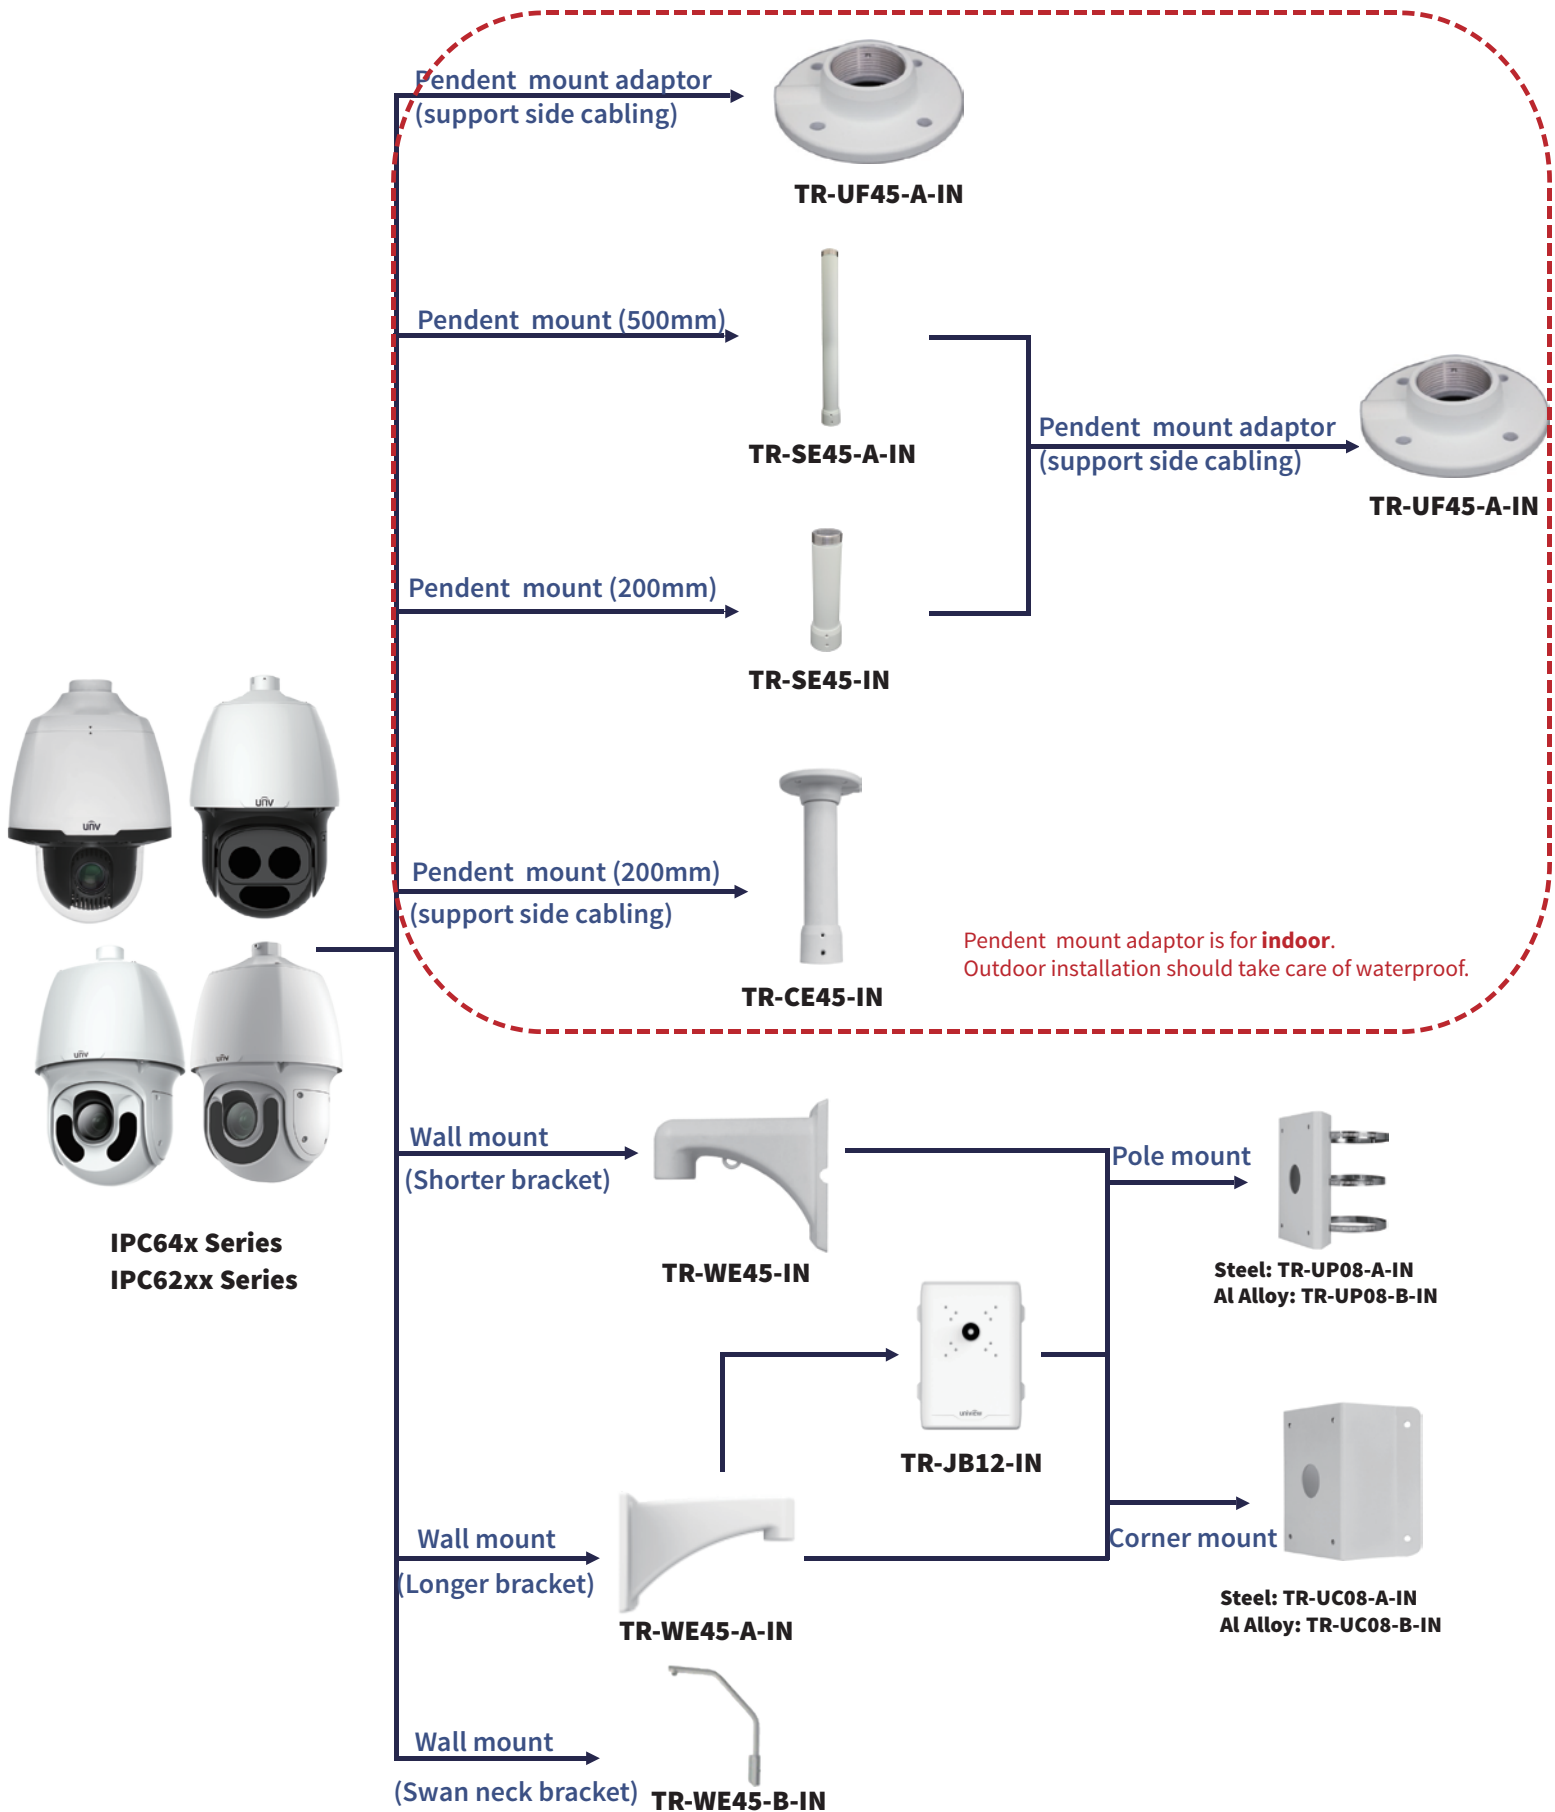 Pendent mount adaptor
(support side cabling)
TR-UF45-A-IN
Pendent mount (500mm)
TR-SE45-A-IN
Pendent mount adaptor
(support side cabling)
TR-UF45-A-IN
Pendent mount (200mm)
TR-SE45-IN
unv
unv
Pendent mount (200mm)
(support side cabling)
TR-CE45-IN
Pendent mount adaptor is for indoor.
Outdoor installation should take care of waterproof.
unv
unv
IPC64x Series
IPC62xx Series
Wall mount
(Shorter bracket)
TR-WE45-IN
Pole mount
Steel: TR-UP08-A-IN
Al Alloy: TR-UP08-B-IN
uniview
TR-JB12-IN
Corner mount
Steel: TR-UC08-A-IN
Al Alloy: TR-UC08-B-IN
Wall mount
(Longer bracket)
TR-WE45-A-IN
Wall mount
(Swan neck bracket)
TR-WE45-B-IN